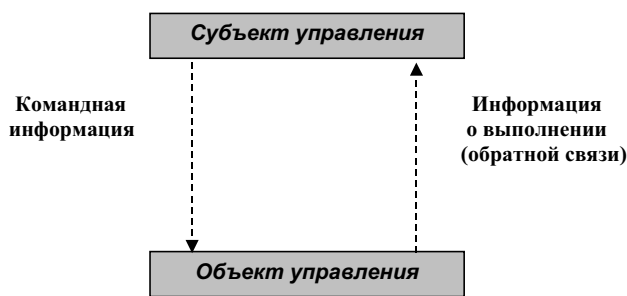 Субъект управления
Командная
информация
Информация
о выполнении
(обратной связи)
Объект управления